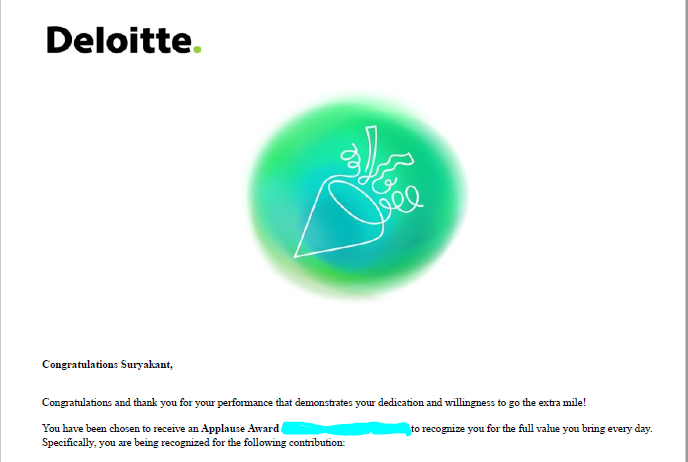 Deloitte.
Congratulations Suryakant,
Congratulations and thank you for your performance that demonstrates your dedication and willingness to go the extra mile!
You have been chosen to receive an Applause Award to recognize you for the full value you bring every day.
Specifically, you are being recognized for the following contribution: